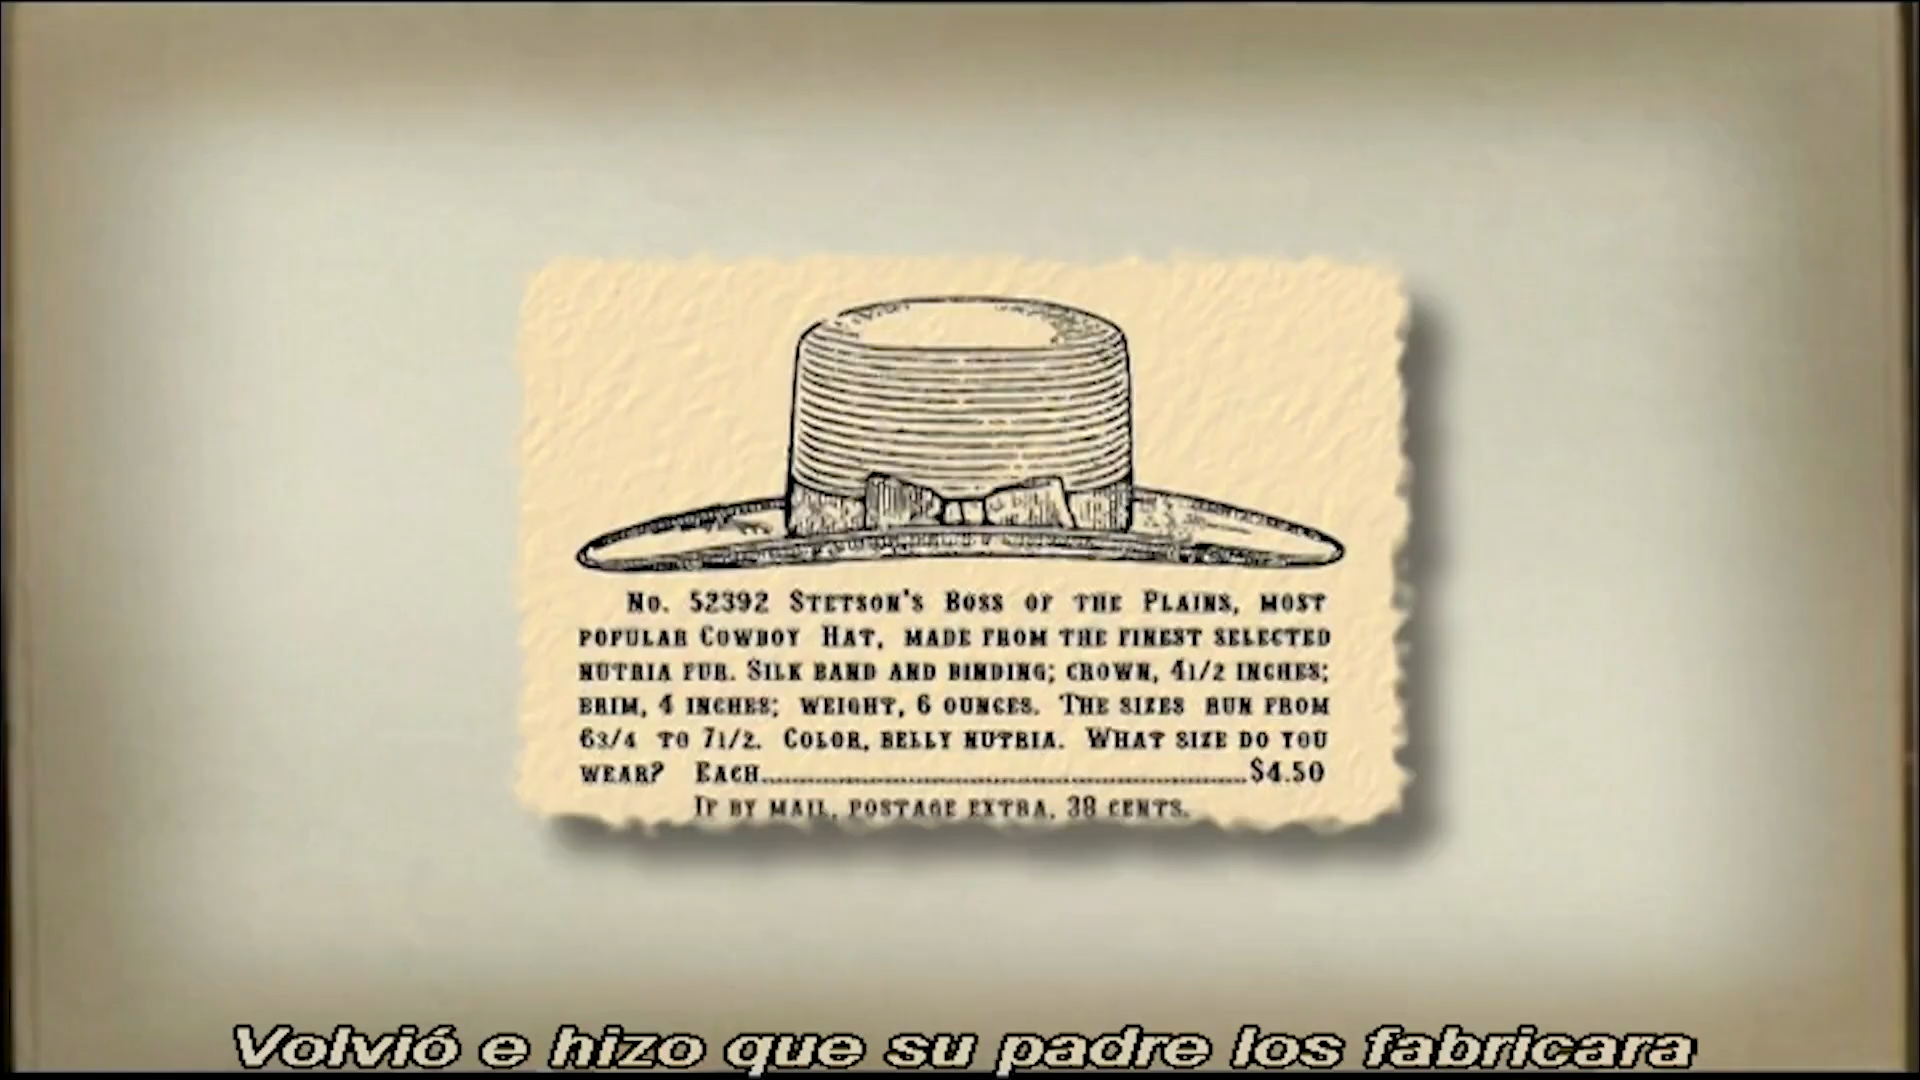 No. 52392 Stetson's Boss of the Plains, most
popular Cowboy Hat, made from the finest selected
nutria fur. Silk band and binding; crown, 41/2 inches;
brim, 4 inches; weight, 6 ounces. The sizes run from
63/4 to 71/2. Color, belly nutria. What size do you
wear? Each........................................$4.50
If by mail, postage extra, 38 cents.
Volvió e hizo que su padre los fabricara